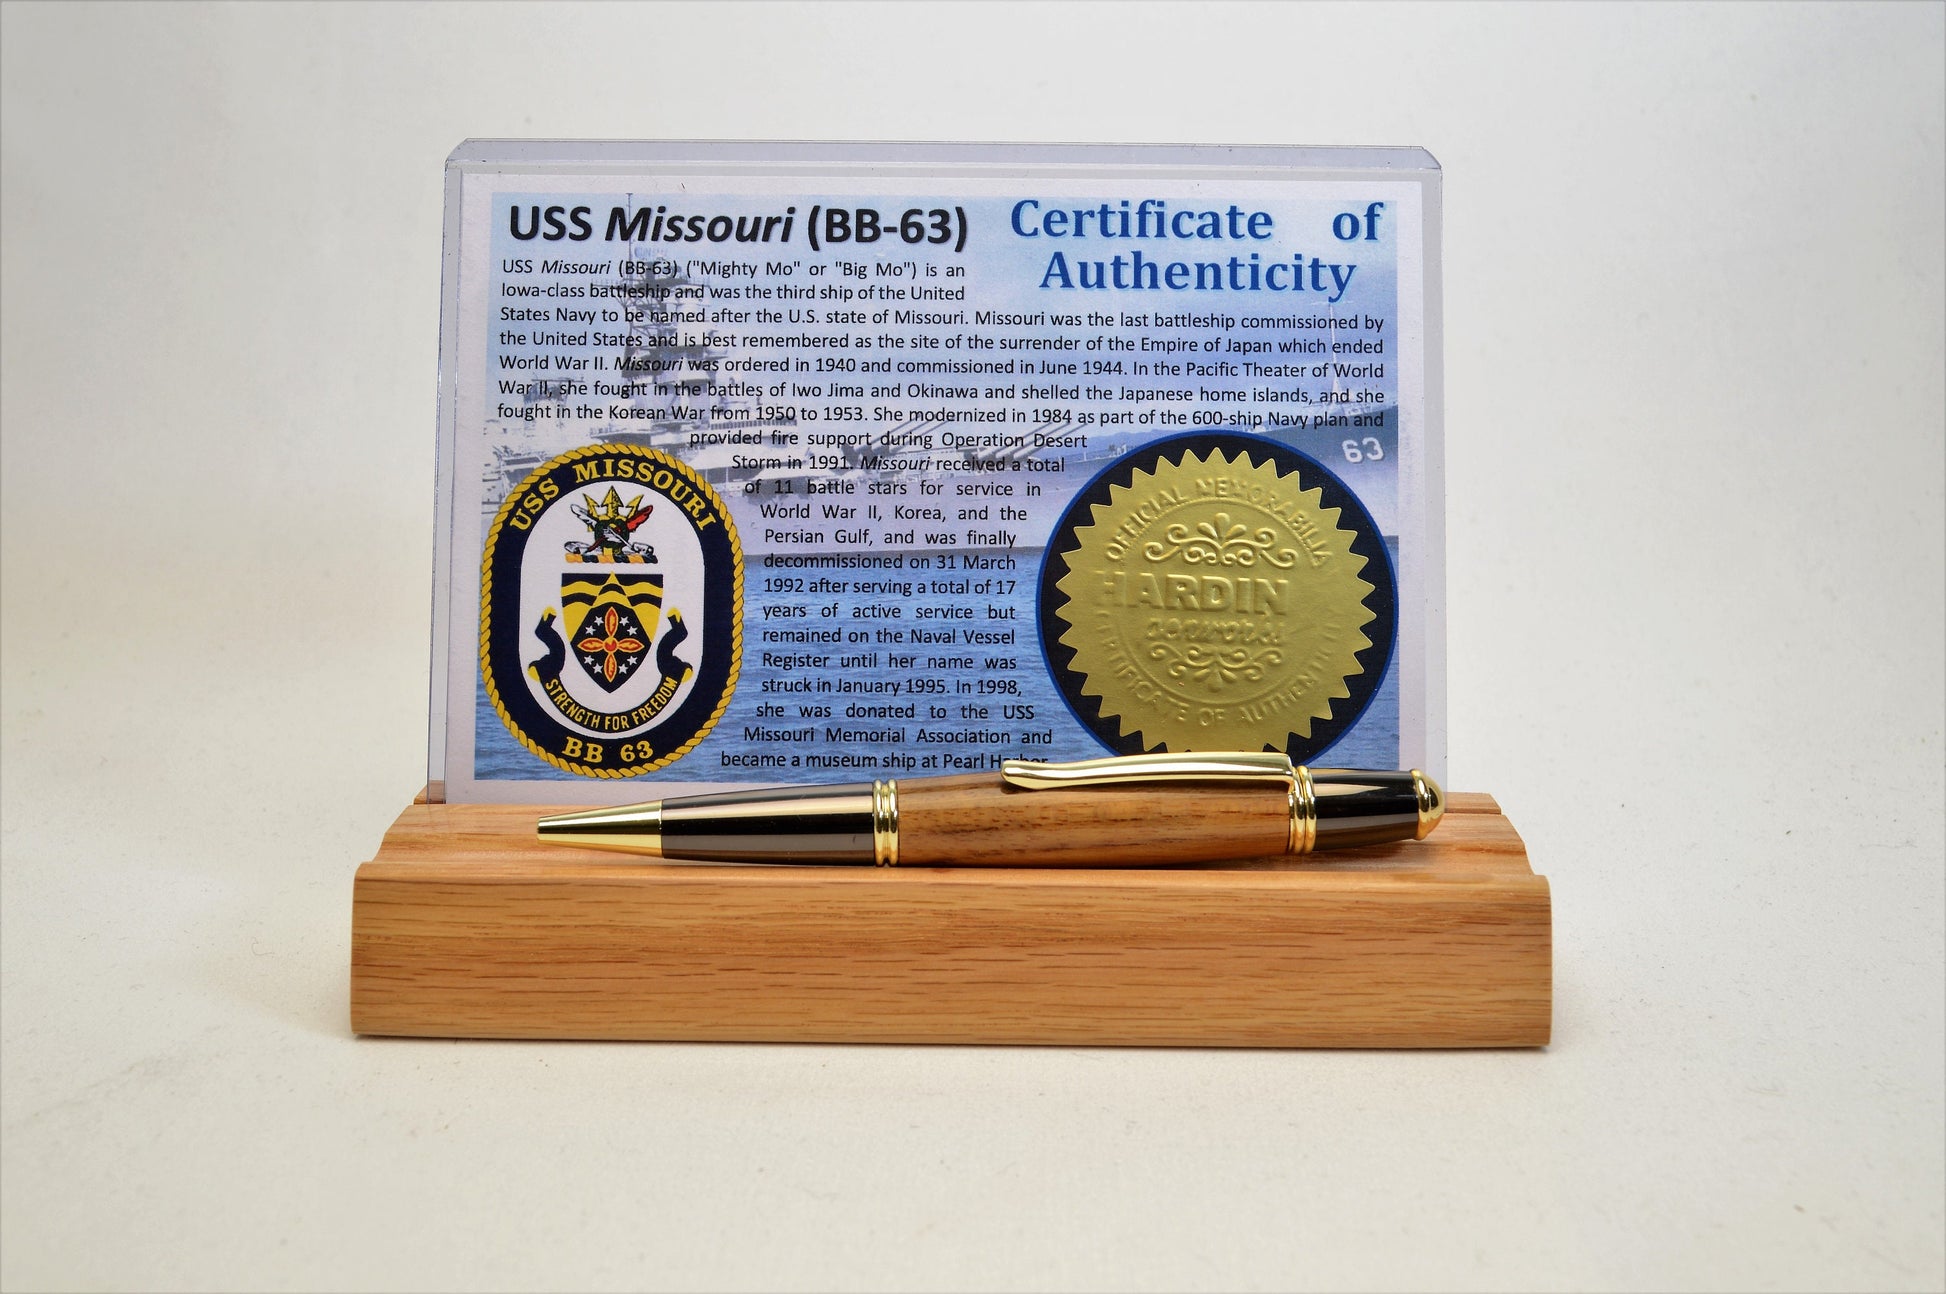 USS Missouri (BB-63)
Certificate of
Authenticity
USS Missouri (BB-63) ("Mighty Mo" or "Big Mo") is an
Iowa-class battleship and was the third ship of the United
States Navy to be named after the U.S. state of Missouri. Missouri was the last battleship commissioned by
the United States and is best remembered as the site of the surrender of the Empire of Japan which ended
World War II. Missouri was ordered in 1940 and commissioned in June 1944. In the Pacific Theater of World
War II, she fought in the battles of Iwo Jima and Okinawa and shelled the Japanese home islands, and she
fought in the Korean War from 1950 to 1953. She modernized in 1984 as part of the 600-ship Navy plan and
provided fire support during Operation Desert
Storm in 1991. Missouri received a total
of 11 battle stars for service in
World War II, Korea, and the
Persian Gulf, and was finally
decommissioned on 31 March
1992 after serving a total of 17
years of active service but
remained on the Naval Vessel
Register until her name was
struck in January 1995. In 1998,
she was donated to the USS
Missouri Memorial Association and
became a museum ship at Pearl Harbor
63
USS MISSOURI
STRENGTH FOR FREEDOM
BB 63
OFFICIAL MEMORABILIA
HARDIN
CERTIFICATE OF